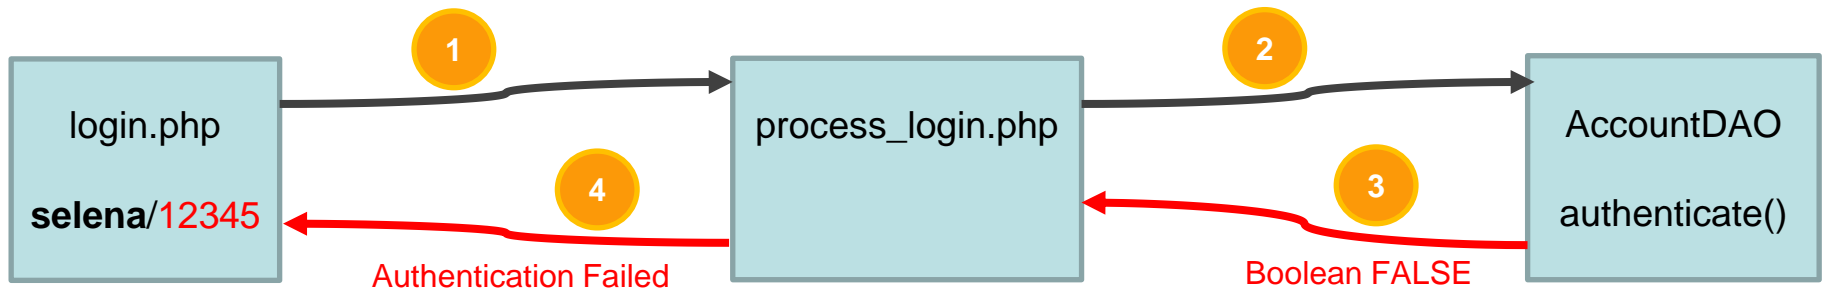 1
2
login.php
process_login.php
AccountDAO
4
3
selena/12345
authenticate()
Authentication Failed
Boolean FALSE